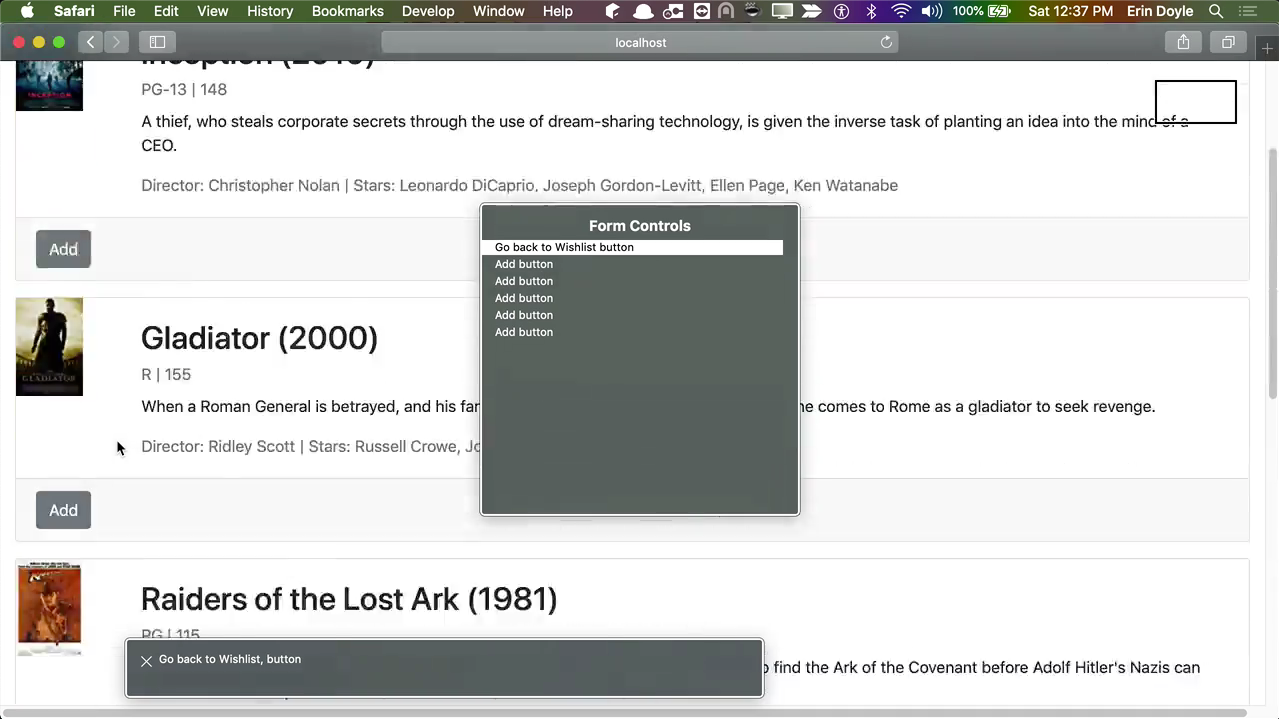 Safari File Edit View History Bookmarks Develop Window Help 100% Sat 12:37 PM Erin Doyle
localhost
INCEPTION
PG-13 | 148
A thief, who steals corporate secrets through the use of dream-sharing technology, is given the inverse task of planting an idea into the mind of a
CEO.
Director: Christopher Nolan | Stars: Leonardo DiCaprio, Joseph Gordon-Levitt, Ellen Page, Ken Watanabe
Add
Form Controls
Go back to Wishlist button
Add button
Add button
Add button
Add button
Add button
GLADIATOR
Gladiator (2000)
R | 155
When a Roman General is betrayed, and his
he comes to Rome as a gladiator to seek revenge.
Director: Ridley Scott | Stars: Russell Crowe,
Add
Raiders of the Lost Ark (1981)
PG | 115
to find the Ark of the Covenant before Adolf Hitler's Nazis can
Go back to Wishlist, button